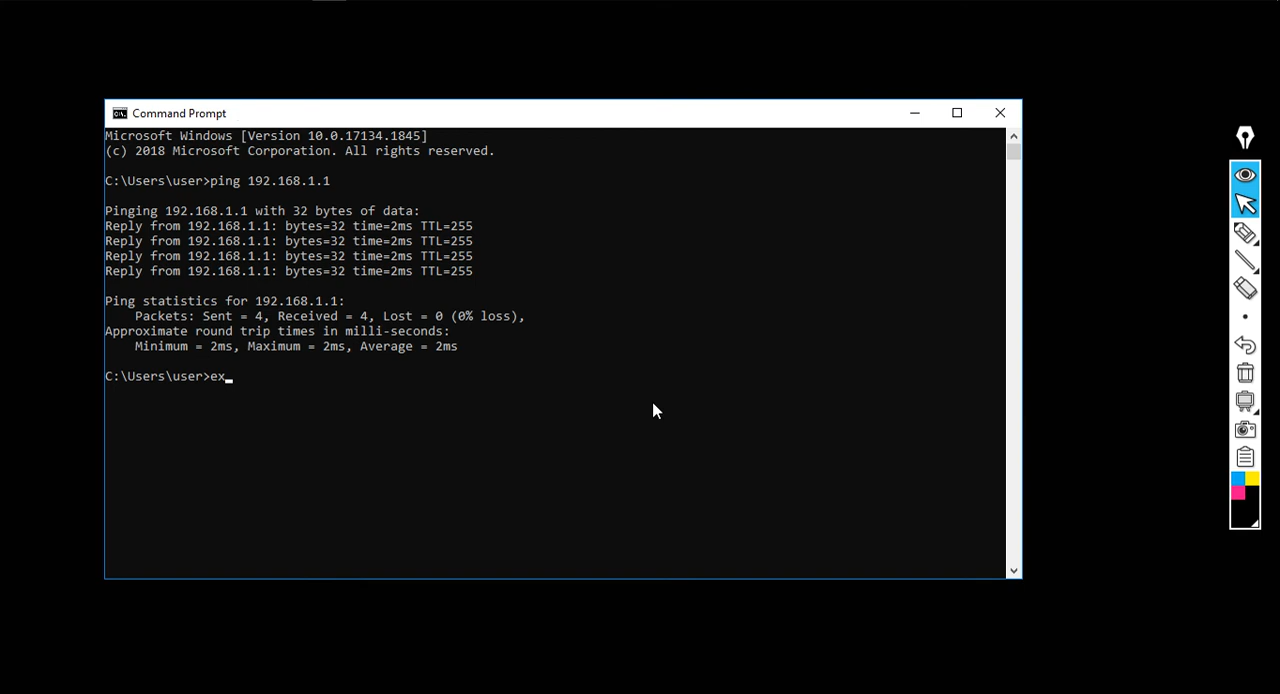 Command Prompt
Microsoft Windows [Version 10.0.17134.1845]
(c) 2018 Microsoft Corporation. All rights reserved.
C:\Users\user>ping 192.168.1.1
Pinging 192.168.1.1 with 32 bytes of data:
Reply from 192.168.1.1: bytes=32 time=2ms TTL=255
Reply from 192.168.1.1: bytes=32 time=2ms TTL=255
Reply from 192.168.1.1: bytes=32 time=2ms TTL=255
Reply from 192.168.1.1: bytes=32 time=2ms TTL=255
Ping statistics for 192.168.1.1:
    Packets: Sent = 4, Received = 4, Lost = 0 (0% loss),
Approximate round trip times in milli-seconds:
    Minimum = 2ms, Maximum = 2ms, Average = 2ms
C:\Users\user>ex